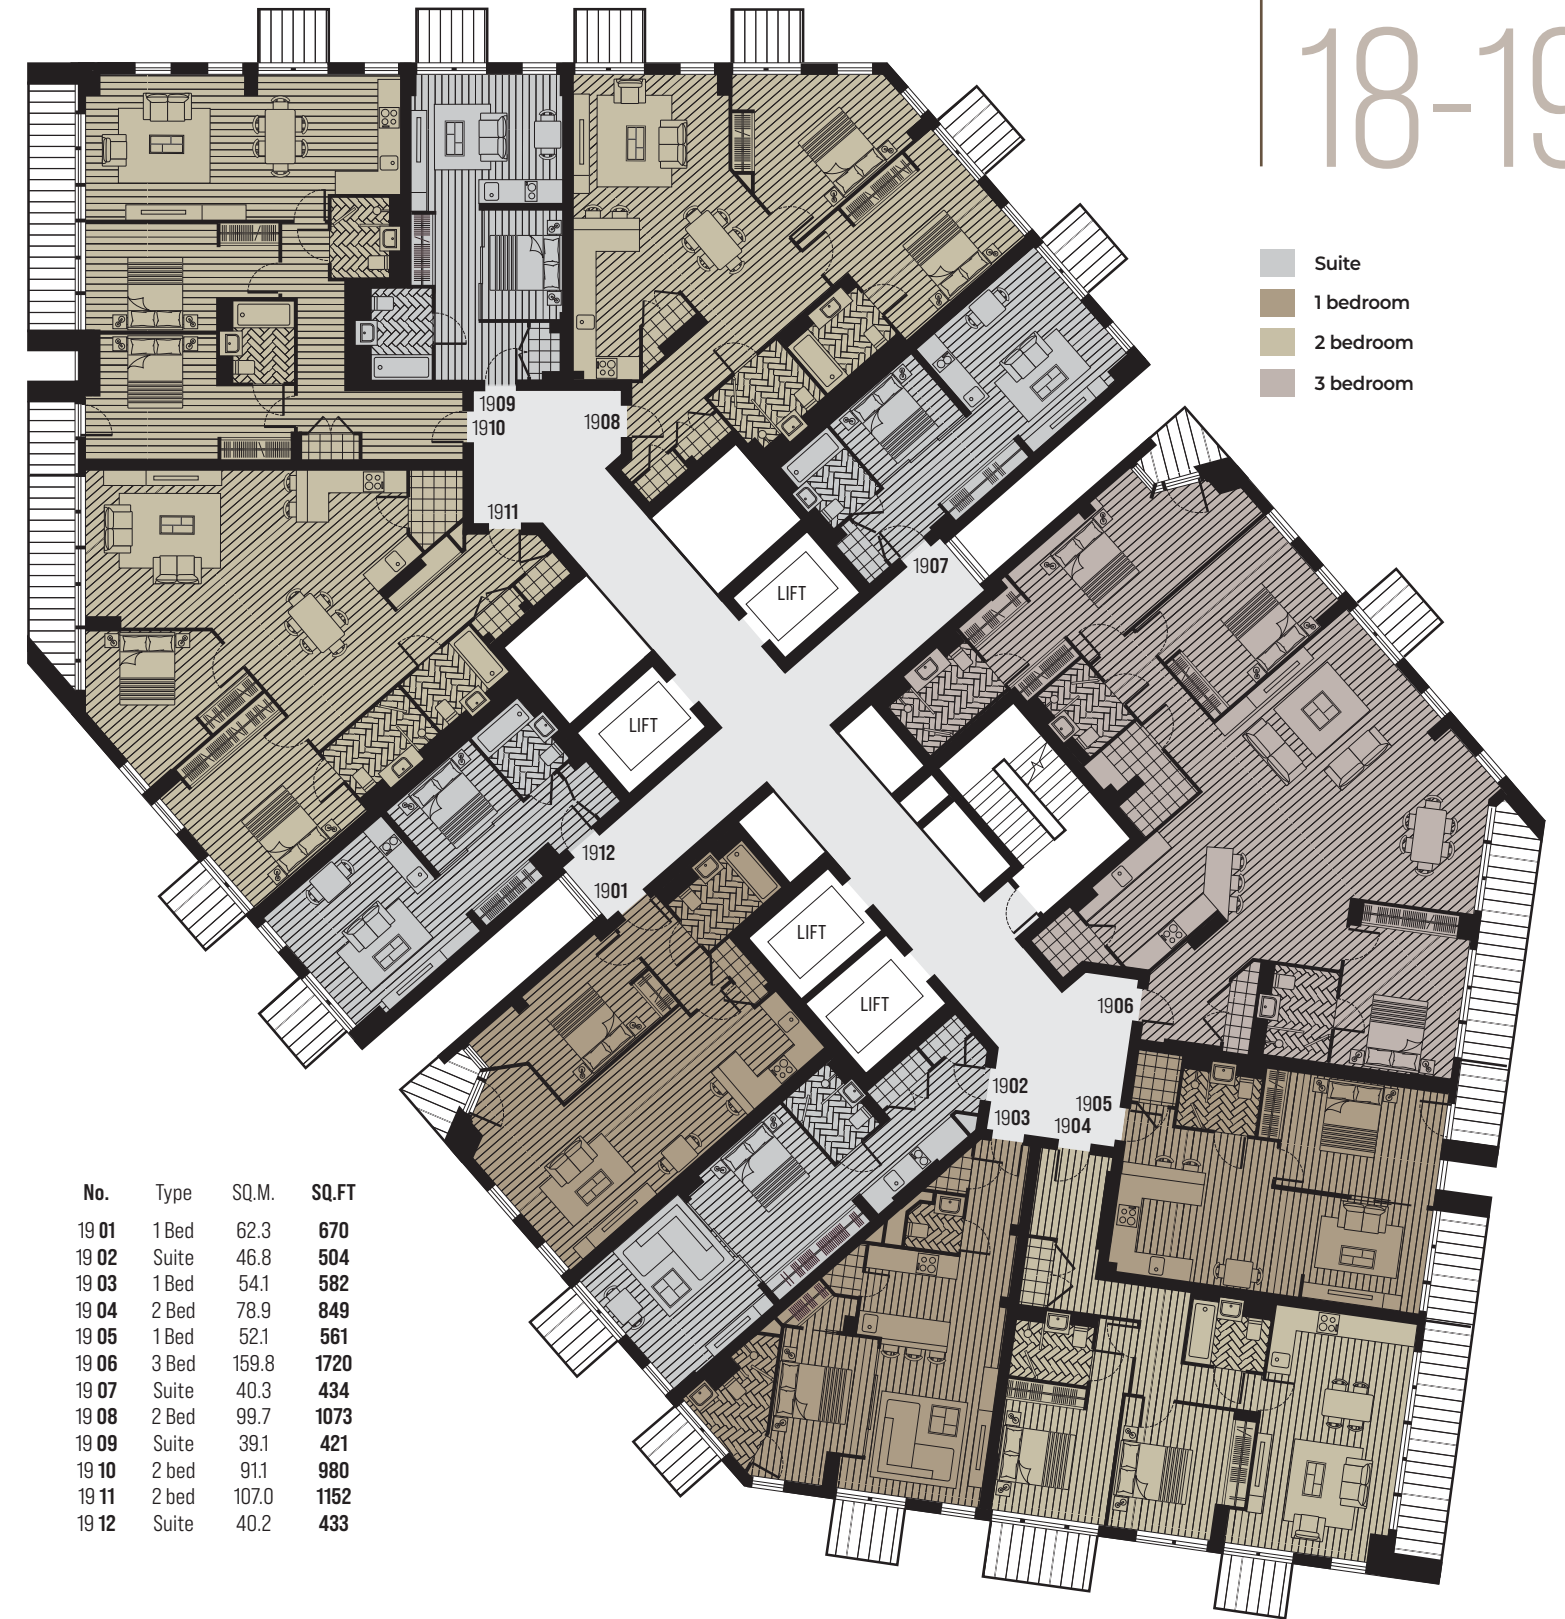 18-19
Suite
1 bedroom
2 bedroom
3 bedroom
1909
1910
1908
1911
1907
LIFT
LIFT
1912
1901
LIFT
LIFT
1906
1902
1905
1903
1904
No. Type SQ.M. SQ.FT
19 01 1 Bed 62.3 670
19 02 Suite 46.8 504
19 03 1 Bed 54.1 582
19 04 2 Bed 78.9 849
19 05 1 Bed 52.1 561
19 06 3 Bed 159.8 1720
19 07 Suite 40.3 434
19 08 2 Bed 99.7 1073
19 09 Suite 39.1 421
19 10 2 bed 91.1 980
19 11 2 bed 107.0 1152
19 12 Suite 40.2 433